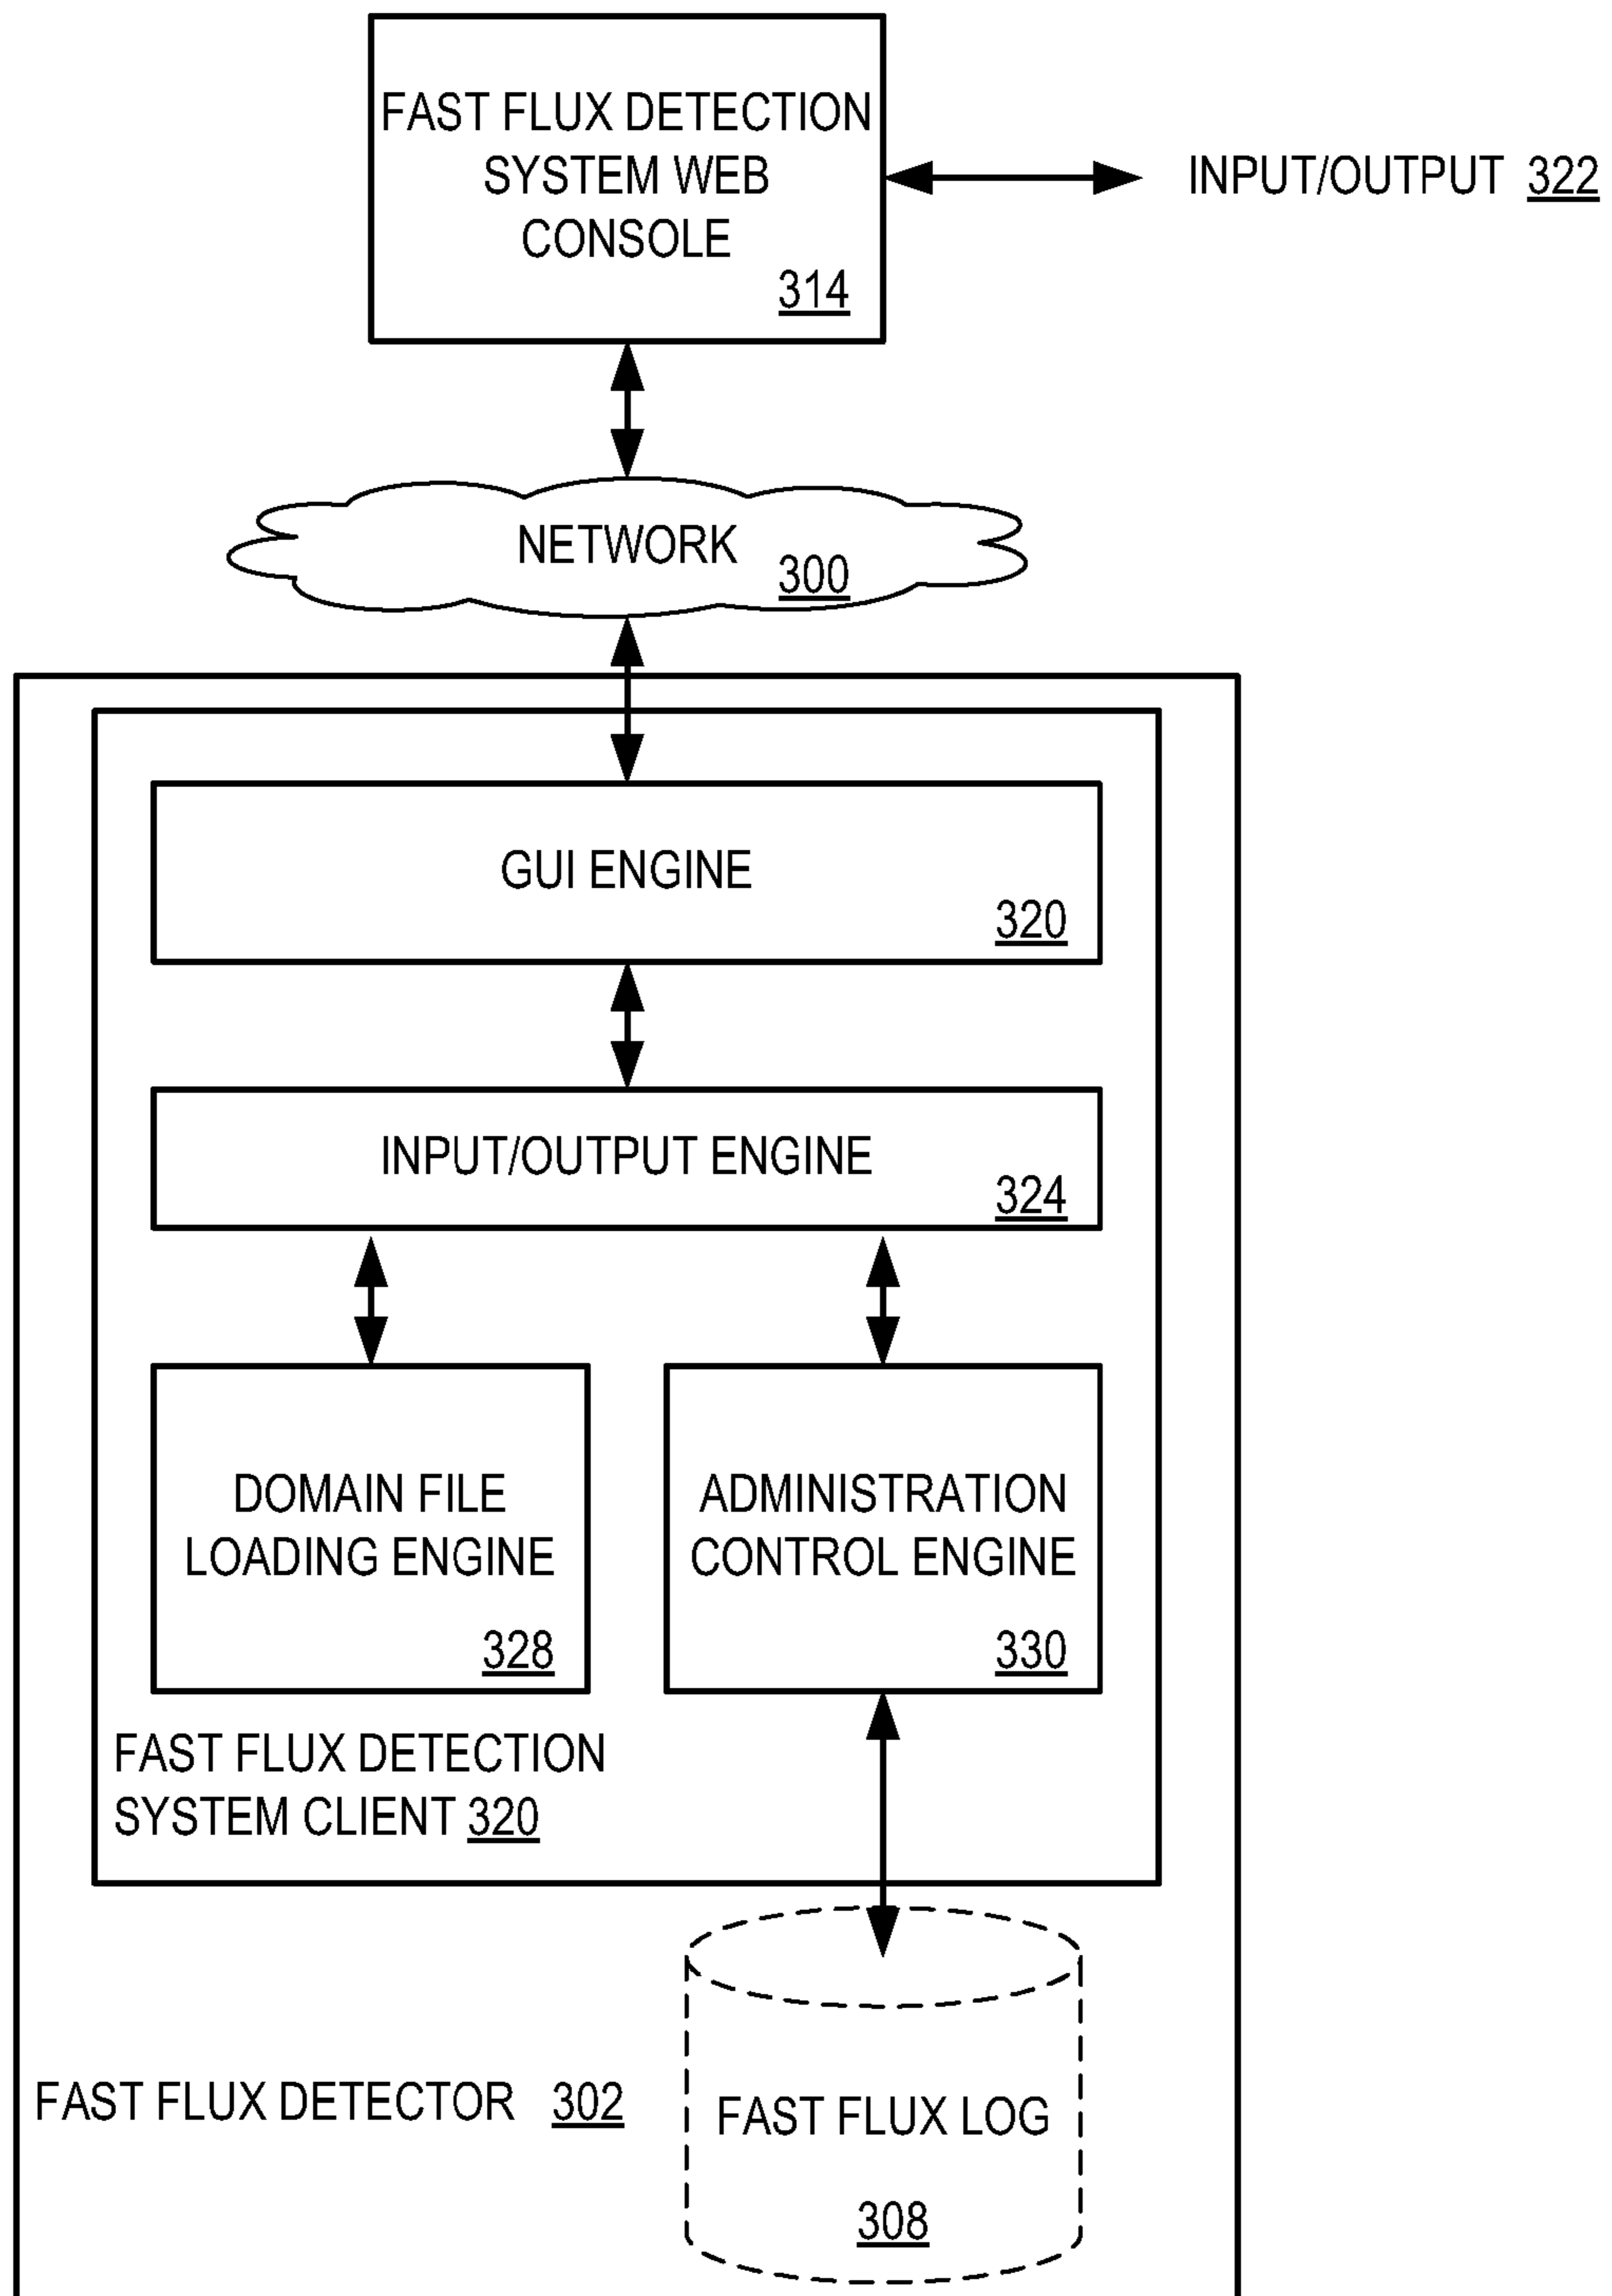 FAST FLUX DETECTION
SYSTEM WEB
CONSOLE
314
INPUT/OUTPUT 322
NETWORK
300
GUI ENGINE
320
INPUT/OUTPUT ENGINE
324
DOMAIN FILE
LOADING ENGINE
328
ADMINISTRATION
CONTROL ENGINE
330
FAST FLUX DETECTION
SYSTEM CLIENT 320
FAST FLUX DETECTOR 302
FAST FLUX LOG
308